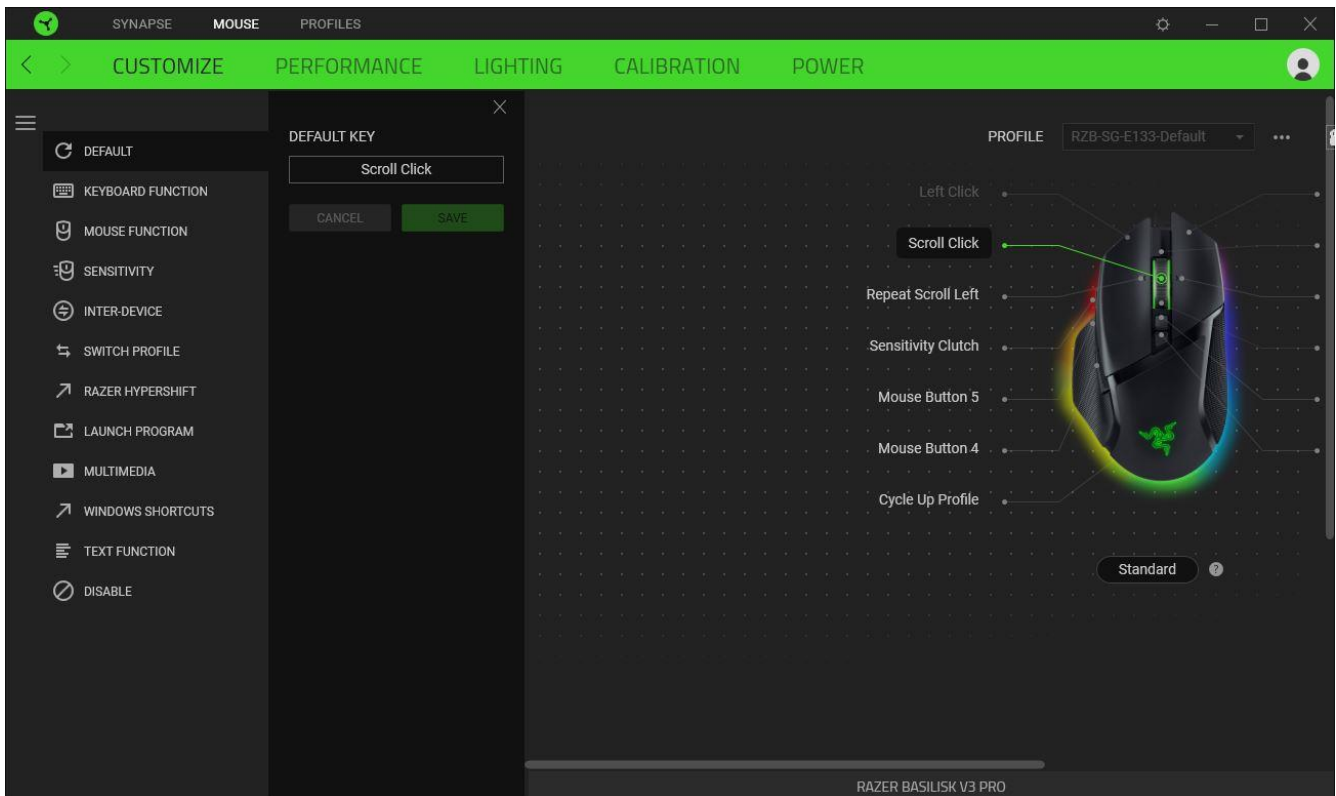 SYNAPSE MOUSE PROFILES
CUSTOMIZE PERFORMANCE LIGHTING CALIBRATION POWER
DEFAULT
KEYBOARD FUNCTION
MOUSE FUNCTION
SENSITIVITY
INTER-DEVICE
SWITCH PROFILE
RAZER HYPERSHIFT
LAUNCH PROGRAM
MULTIMEDIA
WINDOWS SHORTCUTS
TEXT FUNCTION
DISABLE
DEFAULT KEY
Scroll Click
CANCEL SAVE
PROFILE RZB-SG-E133-Default
Left Click
Scroll Click
Repeat Scroll Left
Sensitivity Clutch
Mouse Button 5
Mouse Button 4
Cycle Up Profile
Standard ?
RAZER BASILISK V3 PRO